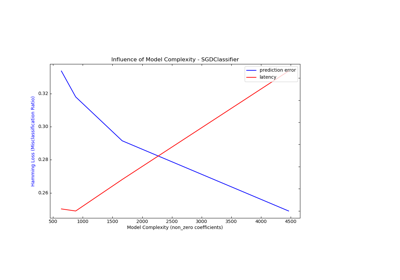 Influence of Model Complexity - SGDClassifier
prediction error
latency
Hamming Loss (Misclassification Ratio)
0.32
0.30
0.28
0.26
500 1000 1500 2000 2500 3000 3500 4000 4500
Model Complexity (non_zero coefficients)